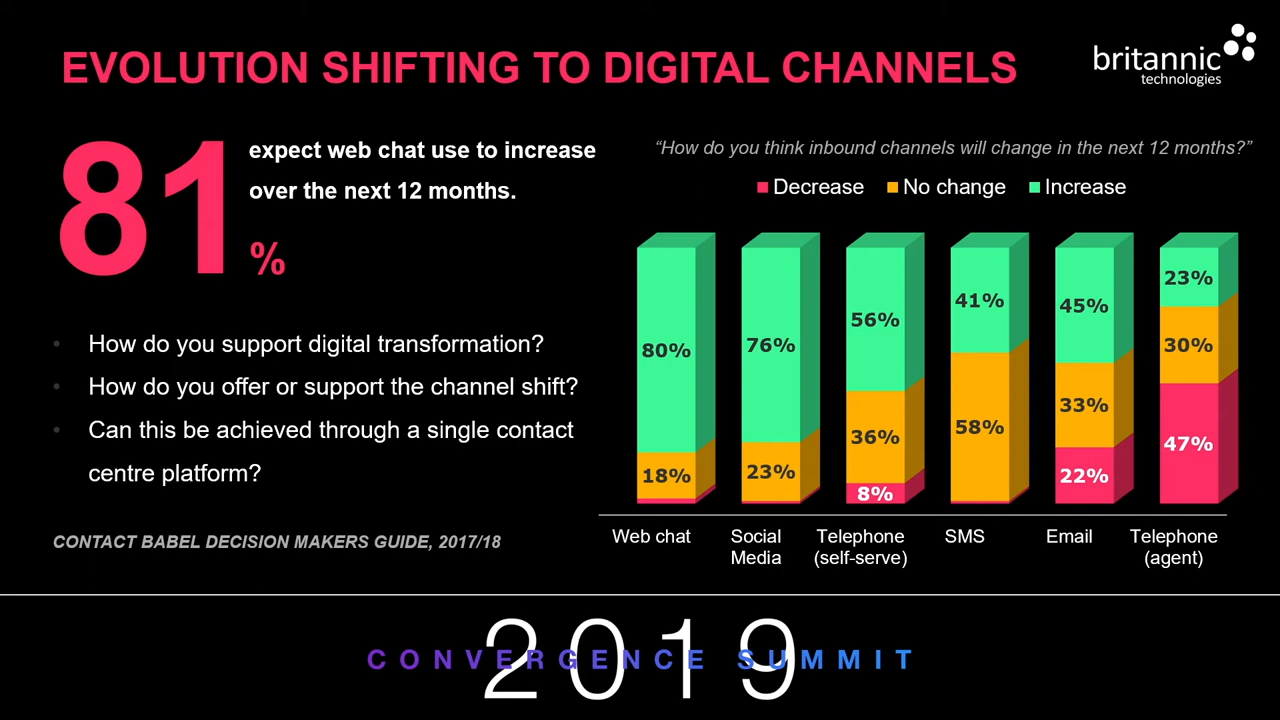 EVOLUTION SHIFTING TO DIGITAL CHANNELS
britannic
technologies
81
%
expect web chat use to increase
over the next 12 months.
• How do you support digital transformation?
• How do you offer or support the channel shift?
• Can this be achieved through a single contact
centre platform?
CONTACT BABEL DECISION MAKERS GUIDE, 2017/18
“How do you think inbound channels will change in the next 12 months?”
Decrease No change Increase
80% 76% 56% 41% 45% 23%
18% 23% 36% 58% 33% 30%
8% 22% 47%
Web chat Social Media Telephone (self-serve) SMS Email Telephone (agent)
2019
CONVERGENCE SUMMIT